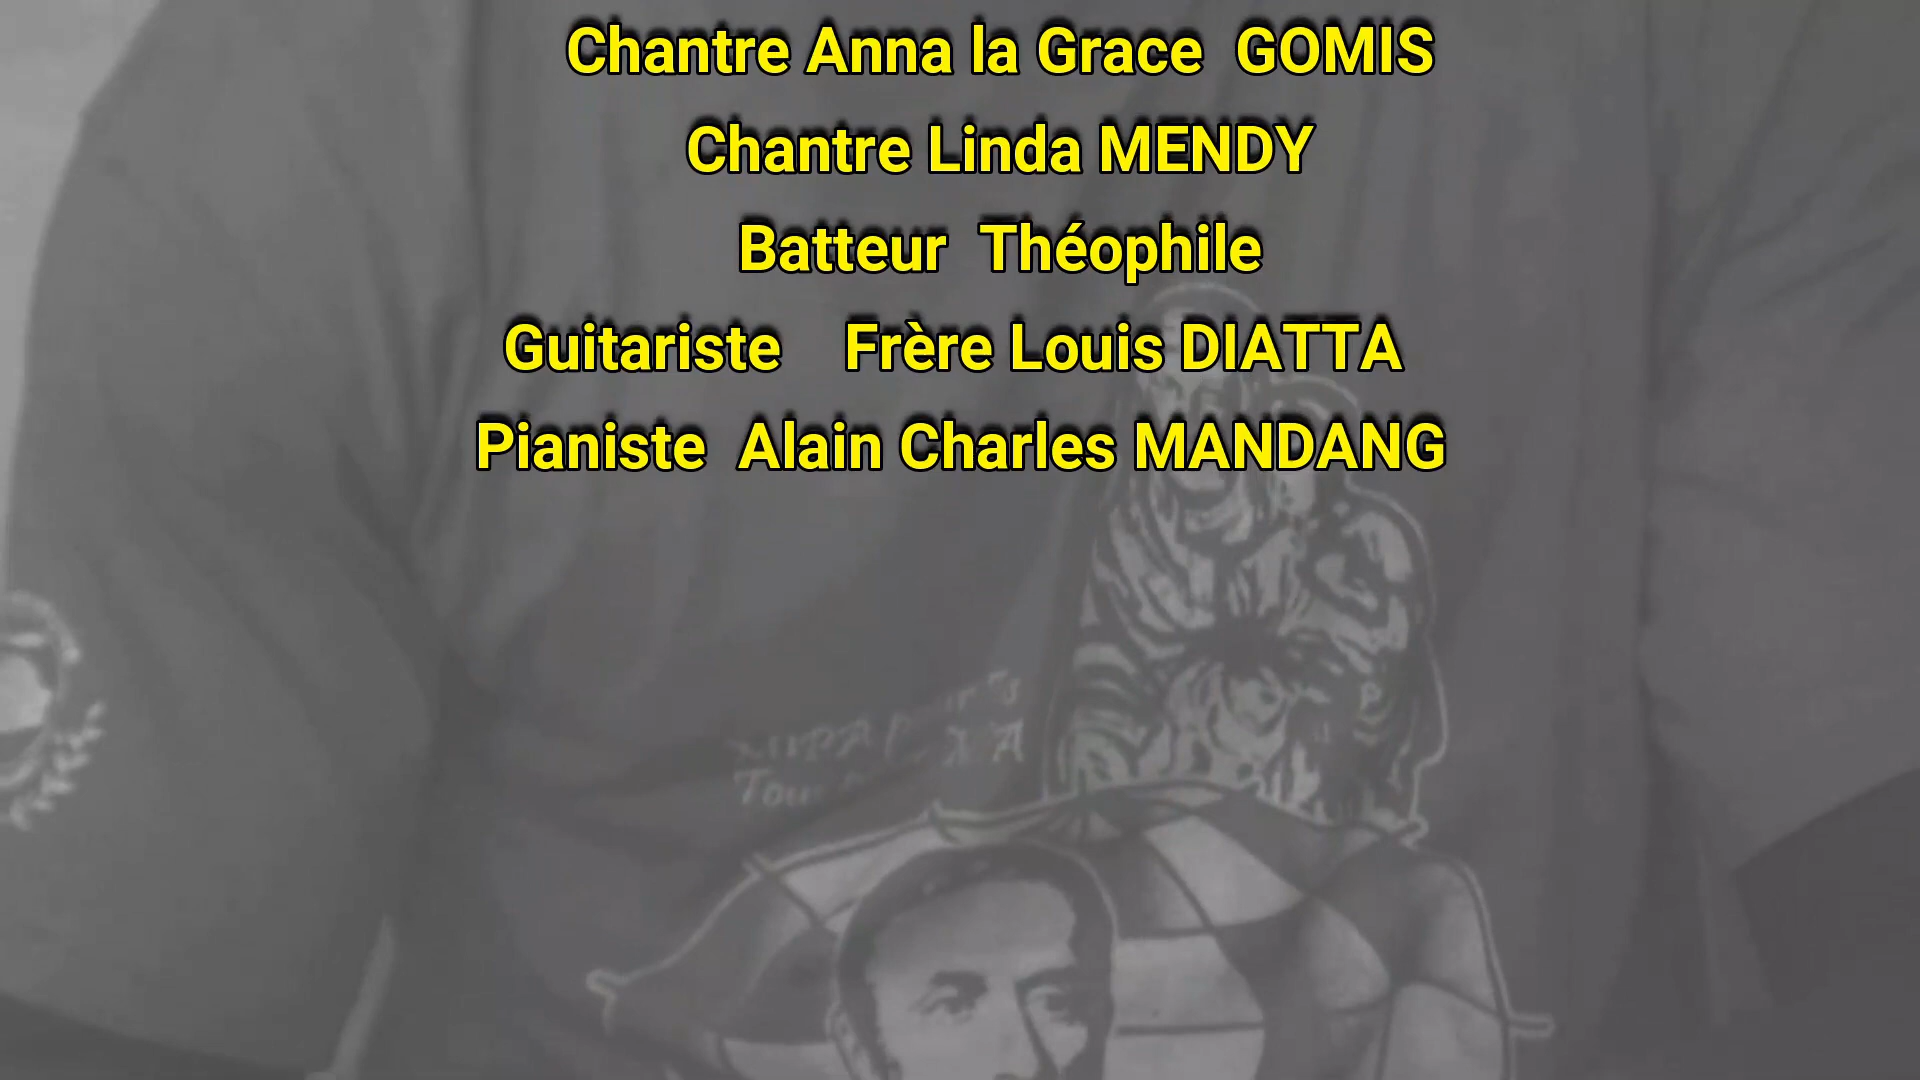 Chantre Anna la Grace GOMIS
Chantre Linda MENDY
Batteur Théophile
Guitariste Frère Louis DIATTA
Pianiste Alain Charles MANDANG